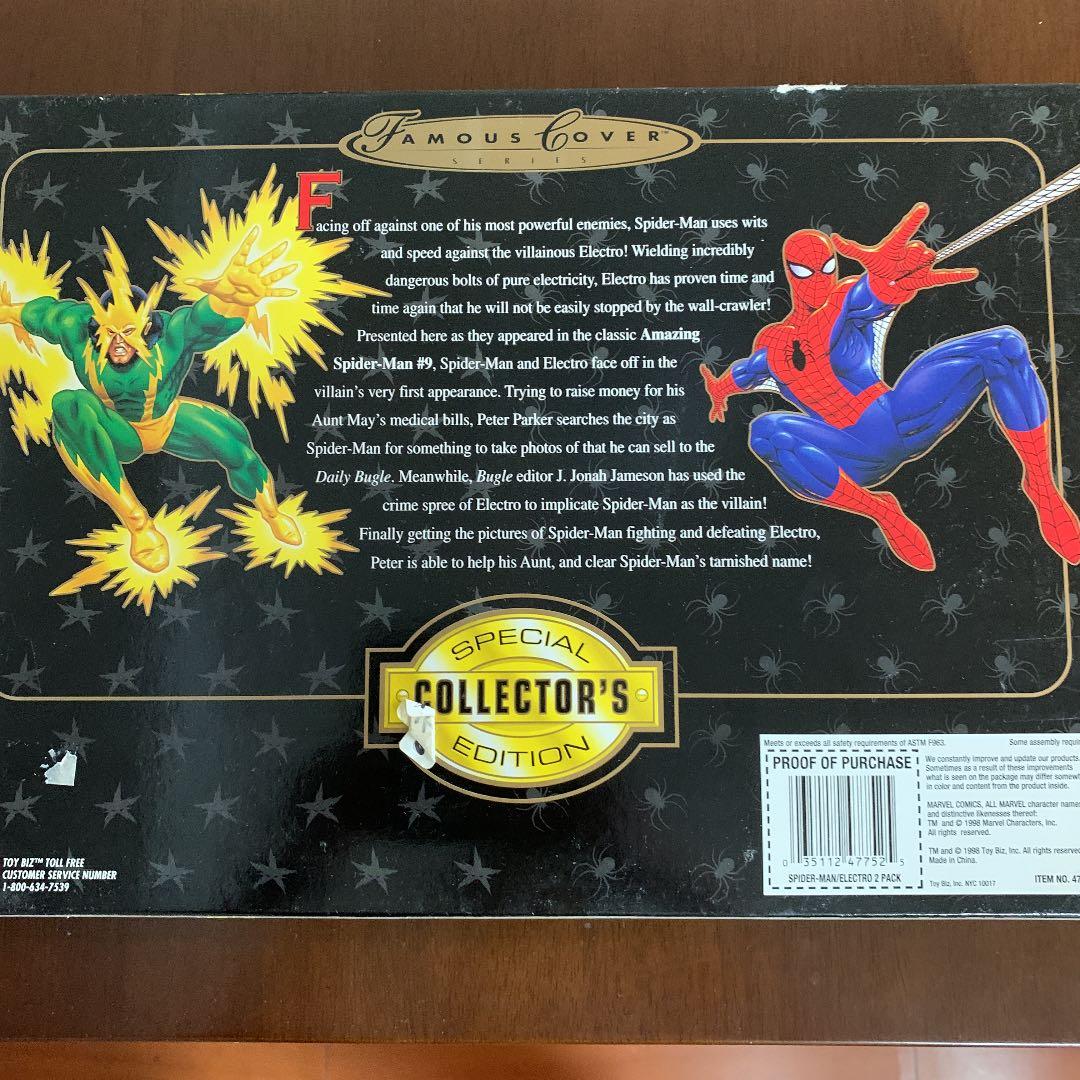 Famous Cover™
SERIES
Facing off against one of his most powerful enemies, Spider-Man uses wits
and speed against the villainous Electro! Wielding incredibly
dangerous bolts of pure electricity, Electro has proven time and
time again that he will not be easily stopped by the wall-crawler!
Presented here as they appeared in the classic Amazing
Spider-Man #9, Spider-Man and Electro face off in the
villain's very first appearance. Trying to raise money for his
Aunt May's medical bills, Peter Parker searches the city as
Spider-Man for something to take photos of that he can sell to the
Daily Bugle. Meanwhile, Bugle editor J. Jonah Jameson has used the
crime spree of Electro to implicate Spider-Man as the villain!
Finally getting the pictures of Spider-Man fighting and defeating Electro,
Peter is able to help his Aunt, and clear Spider-Man's tarnished name!
SPECIAL
COLLECTOR'S
EDITION
TOY BIZ™ TOLL FREE
CUSTOMER SERVICE NUMBER
1-800-634-7539
Meets or exceeds all safety requirements of ASTM F963. Some assembly
PROOF OF PURCHASE
0 35112 47752 5
SPIDER-MAN/ELECTRO 2 PACK
We constantly improve and update our products.
Sometimes as a result of these improvements
what is seen on the package may differ
in color and content from the product inside.
MARVEL COMICS, ALL MARVEL character
and distinctive likenesses thereof:
TM and © 1998 Marvel Characters, Inc.
All rights reserved.
TM and © 1998 Toy Biz, Inc. All rights
Made in China.
Toy Biz, Inc. NYC 10017 ITEM NO.